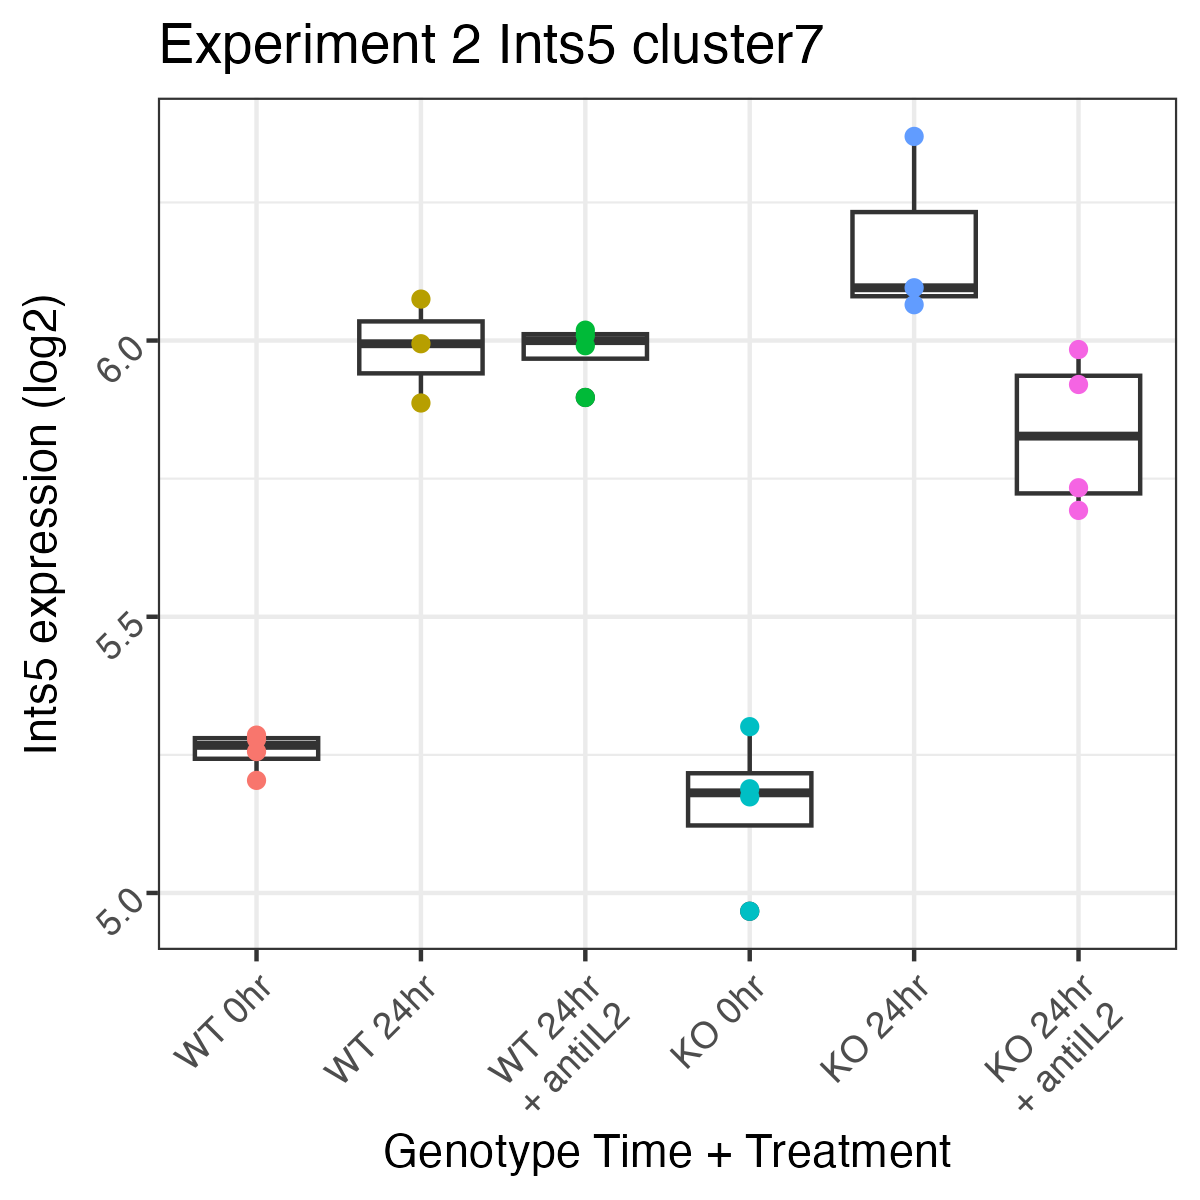 Experiment 2 Ints5 cluster7
Ints5 expression (log2)
6.0
5.5
5.0
WT 0hr
WT 24hr
WT 24hr
+ antiIL2
KO 0hr
KO 24hr
KO 24hr
+ antiIL2
Genotype Time + Treatment